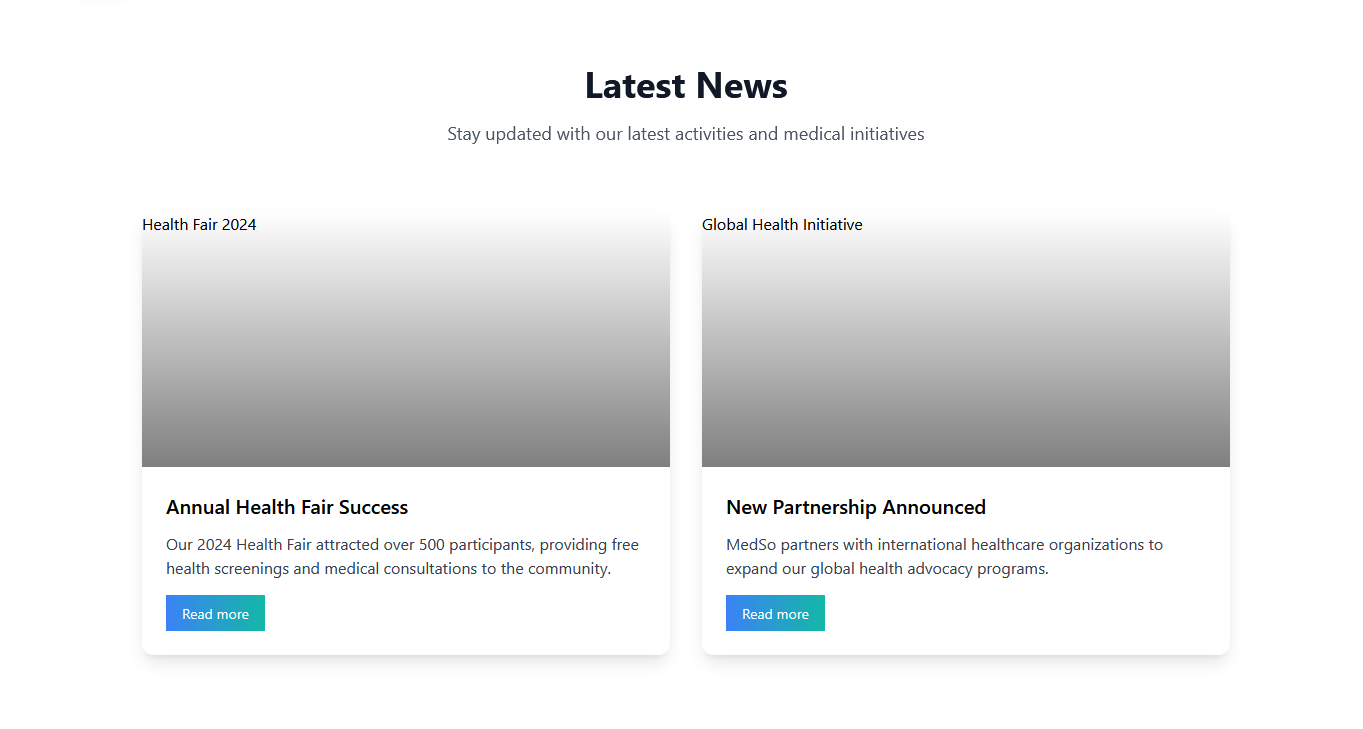 Latest News
Stay updated with our latest activities and medical initiatives
Health Fair 2024
Annual Health Fair Success
Our 2024 Health Fair attracted over 500 participants, providing free
health screenings and medical consultations to the community.
Read more
Global Health Initiative
New Partnership Announced
MedSo partners with international healthcare organizations to
expand our global health advocacy programs.
Read more